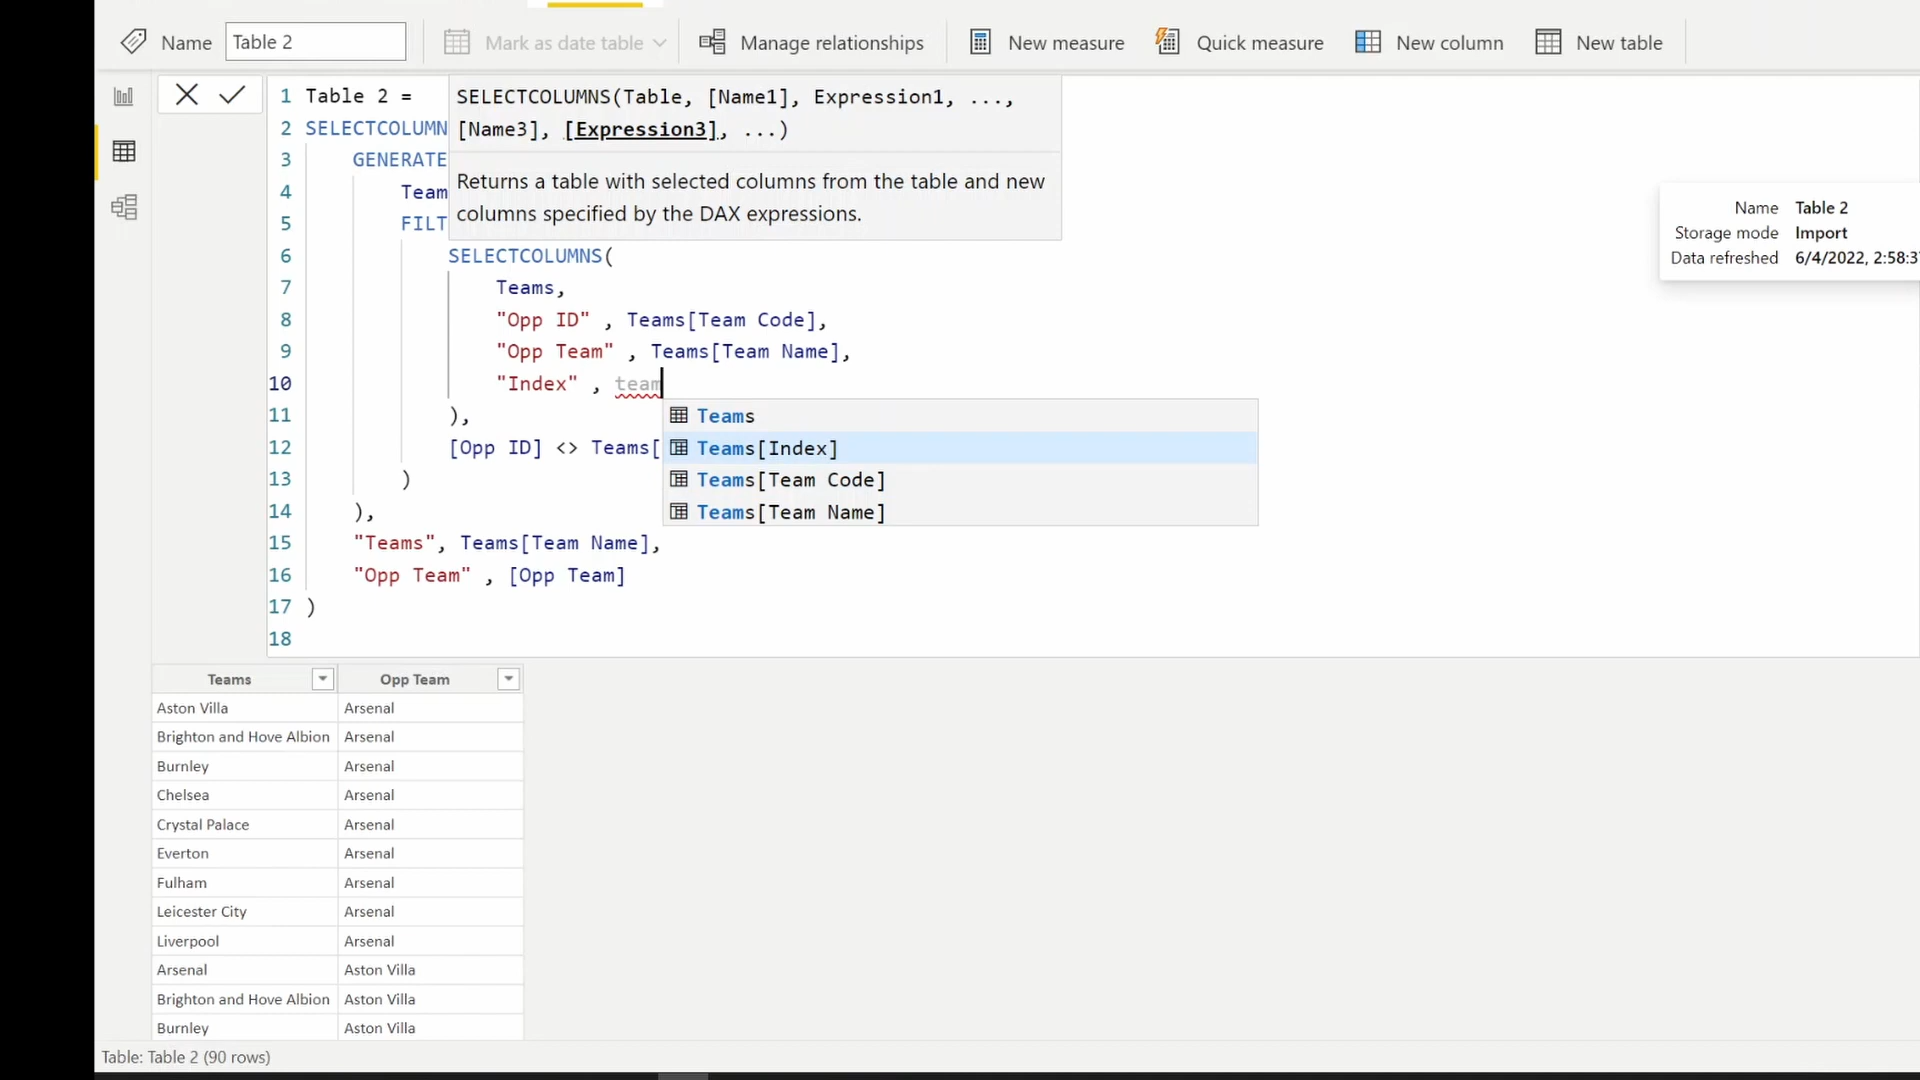 Name Table 2 Mark as date table Manage relationships New measure Quick measure New column New table
1 Table 2 =
2 SELECTCOLUMN
3 GENERATE
4 Team
5 FILT
SELECTCOLUMNS(Table, [Name1], Expression1, ...,
[Name3], [Expression3], ...)
Returns a table with selected columns from the table and new
columns specified by the DAX expressions.
6 SELECTCOLUMNS(
7 Teams,
8 "Opp ID" , Teams[Team Code],
9 "Opp Team" , Teams[Team Name],
10 "Index" , team
11 ),
12 [Opp ID] <> Teams[
13 )
14 ),
15 "Teams", Teams[Team Name],
16 "Opp Team" , [Opp Team]
17 )
18
Teams
Teams[Index]
Teams[Team Code]
Teams[Team Name]
Name Table 2
Storage mode Import
Data refreshed 6/4/2022, 2:58:3
Teams Opp Team
Aston Villa Arsenal
Brighton and Hove Albion Arsenal
Burnley Arsenal
Chelsea Arsenal
Crystal Palace Arsenal
Everton Arsenal
Fulham Arsenal
Leicester City Arsenal
Liverpool Arsenal
Arsenal Aston Villa
Brighton and Hove Albion Aston Villa
Burnley Aston Villa
Table: Table 2 (90 rows)